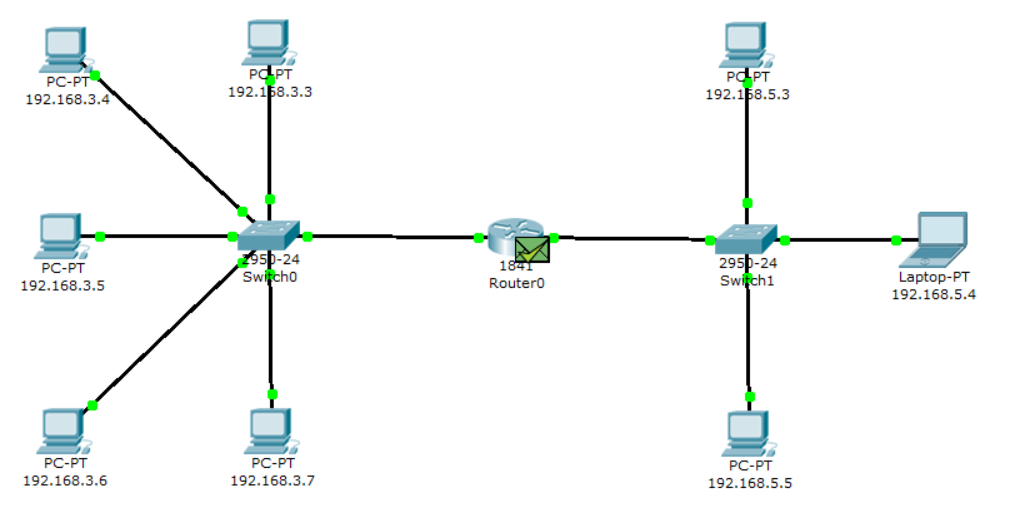 PC-PT
192.168.3.4
PC-PT
192.168.3.3
PC-PT
192.168.5.3
PC-PT
192.168.3.5
2950-24
Switch0
1841
Router0
2950-24
Switch1
Laptop-PT
192.168.5.4
PC-PT
192.168.3.6
PC-PT
192.168.3.7
PC-PT
192.168.5.5